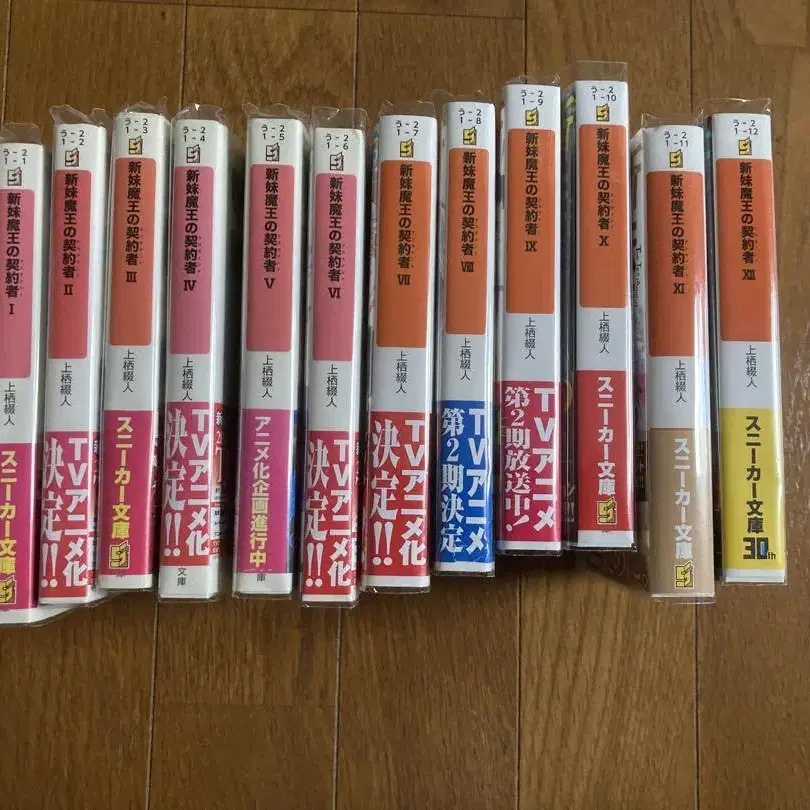 う-2
1-1
新妹魔王の契約者 I
上栖綴人
スニーカー文庫
う-2
1-2
新妹魔王の契約者 II
上栖綴人
TVアニメ化
決定!!
う-2
1-3
新妹魔王の契約者 III
上栖綴人
スニーカー文庫
う-2
1-4
新妹魔王の契約者 IV
上栖綴人
TVアニメ化
決定!!
文庫
う-2
1-5
新妹魔王の契約者 V
上栖綴人
アニメ化企画進行中
庫
う-2
1-6
新妹魔王の契約者 VI
上栖綴人
TVアニメ化
決定!!
う-2
1-7
新妹魔王の契約者 VII
上栖綴人
TVアニメ化
決定!!
う-2
1-8
新妹魔王の契約者 VIII
上栖綴人
TVアニメ
第2期決定
う-2
1-9
新妹魔王の契約者 IX
上栖綴人
TVアニメ
第2期放送中!
う-2
1-10
新妹魔王の契約者 X
上栖綴人
スニーカー文庫
う-2
1-11
新妹魔王の契約者 XI
上栖綴人
スニーカー文庫
う-2
1-12
新妹魔王の契約者 XII
上栖綴人
スニーカー文庫
30th